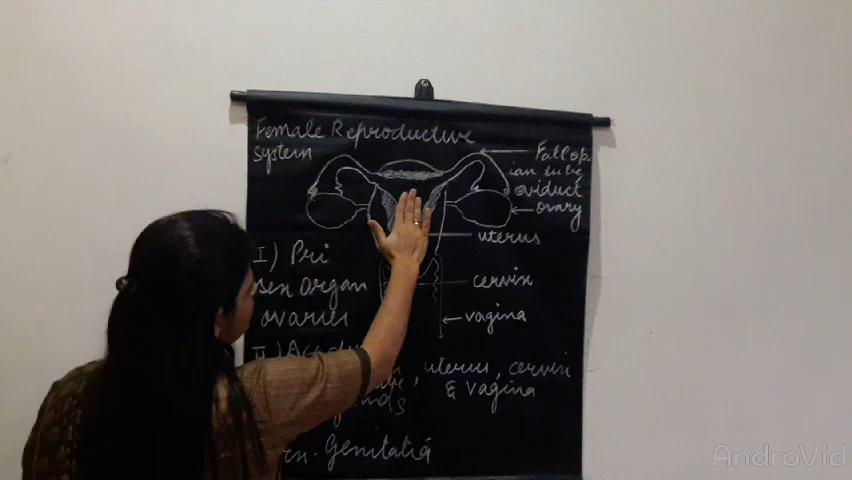 Female Reproductive
system
Fallop.
ian tube
oviduct
ovary
uterus
I) Pri
sex organ
cervix
ovaries
vagina
II)
uterus, cervix
& vagina
Genitalia
AndroVid